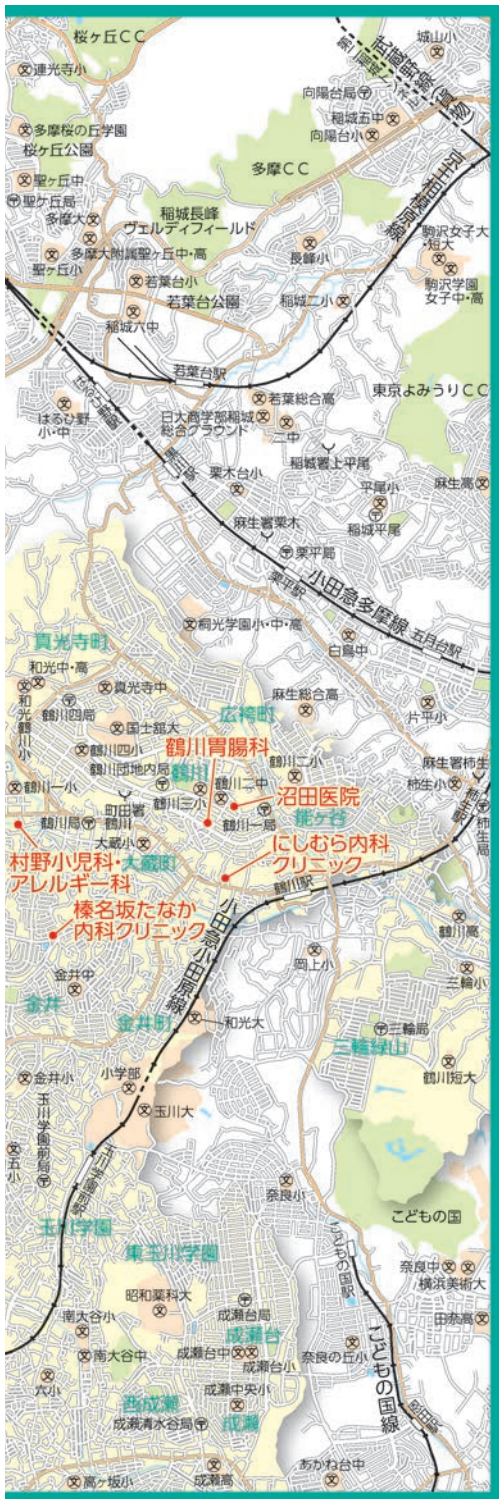 桜ヶ丘CC
城山小
武蔵野線(貨物)
連光寺小
向陽台局
稲城五中
向陽台小
多摩桜の丘学園
桜ヶ丘公園
多摩CC
京王相模原線
聖ヶ丘中
聖ヶ丘局
多摩大
稲城長峰
ヴェルディフィールド
駒沢女子大
・短大
多摩大附属聖ヶ丘中・高
長峰小
聖ヶ丘小
若葉台小
駒沢学園
女子中・高
若葉台公園
稲城二小
稲城六中
若葉台駅
東京よみうりCC
はるひ野駅
若葉総合高
はるひ野
小・中
日大商学部稲城
総合グラウンド
二中
黒川駅
稲城署上平尾
栗木台小
平尾小
麻生高
麻生署栗木
稲城平尾
栗平局
栗平駅
小田急多摩線
五月台駅
桐光学園小・中・高
白鳥中
真光寺町
和光中・高
真光寺中
麻生総合高
片平小
鶴川四局
広袴町
和光鶴川小
国士舘大
鶴川四小
鶴川胃腸科
麻生署柿生
鶴川団地内局
鶴川
鶴川二小
柿生小
鶴川一小
鶴川二中
鶴川三小
沼田医院
柿生駅
柿生局
町田署
鶴川
能ヶ谷
鶴川局
鶴川一局
大蔵小
村野小児科・
アレルギー科
大蔵町
にしむら内科
クリニック
鶴川駅
榛名坂たなか
内科クリニック
小田急小田原線
鶴川高
岡上小
金井中
三輪小
金井
金井町
和光大
三輪局
三輪緑山
金井小
小学部
鶴川短大
玉川大
玉川学園前局
五小
玉川学園前駅
奈良小
こどもの国
玉川学園
こどもの国駅
東玉川学園
奈良中
横浜美術大
昭和薬科大
田奈高
南大谷小
成瀬台局
成瀬台
こどもの国線
南大谷中
成瀬台中
奈良の丘小
成瀬台小
六小
成瀬中央小
西成瀬
成瀬清水谷局
成瀬
恩田駅
あかね台中
高ヶ坂小
成瀬高